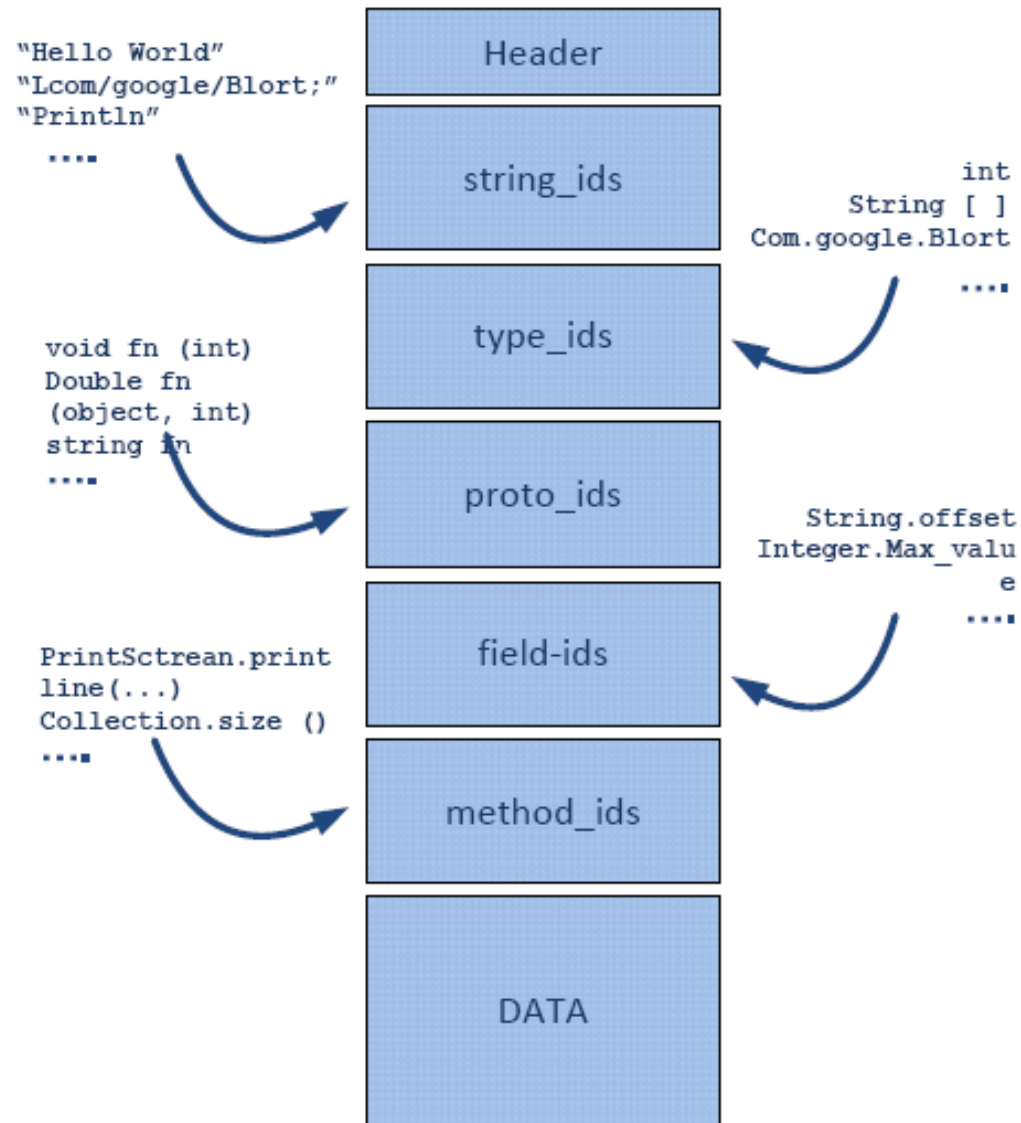 Header
"Hello World"
"Lcom/google/Blort;"
"Println"
....
string_ids
int
String [ ]
Com.google.Blort
....
type_ids
void fn (int)
Double fn
(object, int)
string fn
....
proto_ids
String.offset
Integer.Max_valu
e
....
field-ids
PrintSctrean.print
line(...)
Collection.size ()
....
method_ids
DATA